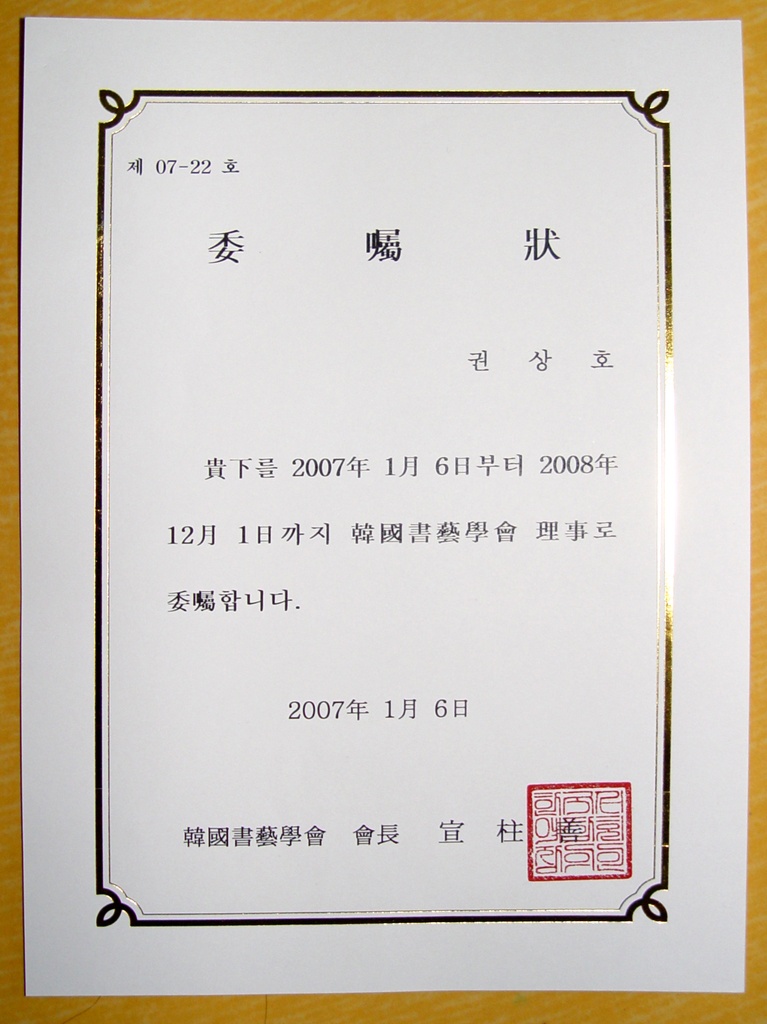 제 07-22 호
委 囑 狀
권 상 호
貴下를 2007年 1月 6日부터 2008年
12月 1日까지 韓國書藝學會 理事로
委囑합니다.
2007年 1月 6日
韓國書藝學會 會長 宣 柱 善